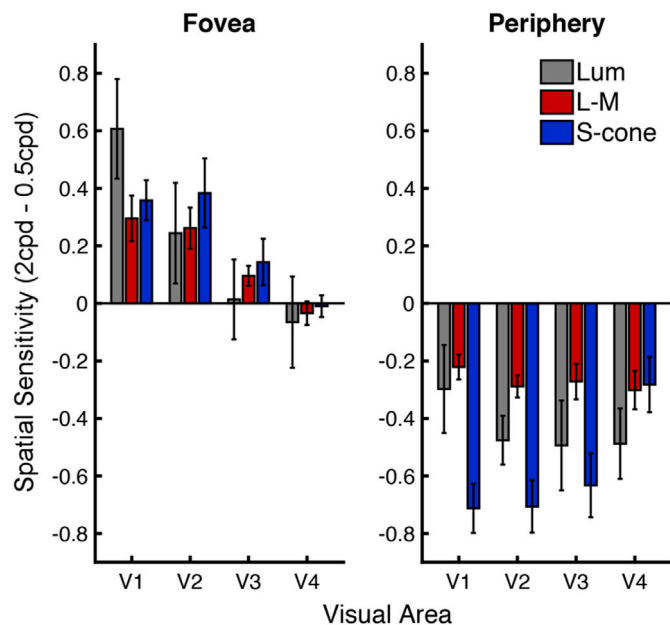 Fovea
Periphery
Spatial Sensitivity (2cpd - 0.5cpd)
0.8
0.6
0.4
0.2
0
-0.2
-0.4
-0.6
-0.8
V1 V2 V3 V4
0.8
0.6
0.4
0.2
0
-0.2
-0.4
-0.6
-0.8
V1 V2 V3 V4
Lum
L-M
S-cone
Visual Area